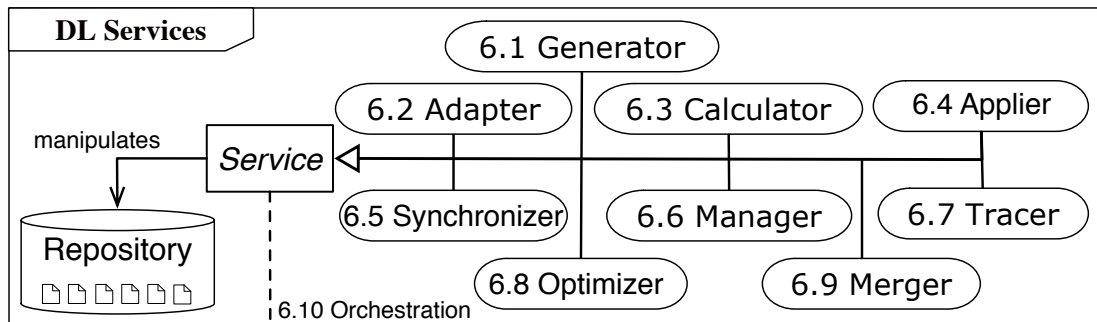 DL Services
6.1 Generator
6.2 Adapter
6.3 Calculator
6.4 Applier
manipulates
Service
6.5 Synchronizer
6.6 Manager
6.7 Tracer
Repository
6.8 Optimizer
6.9 Merger
6.10 Orchestration